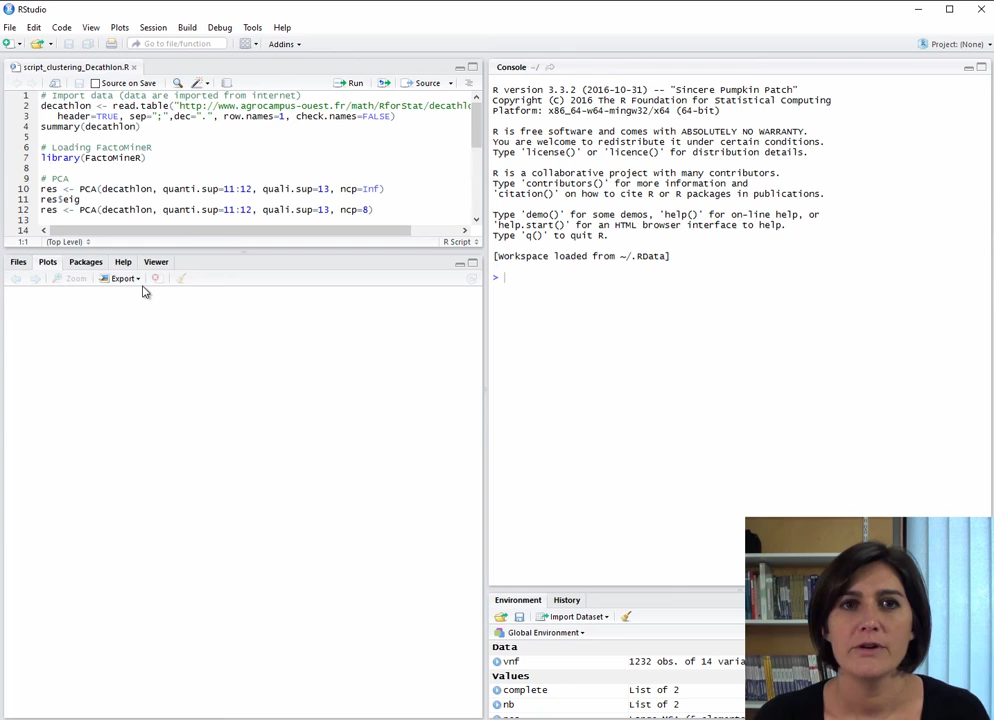 RStudio
File Edit Code View Plots Session Build Debug Tools Help
Go to file/function Addins Project: (None)
script_clustering_Decathlon.R
Source on Save Run Source
1 # Import data (data are imported from internet)
2 decathlon <- read.table("http://www.agrocampus-ouest.fr/math/RforStat/decathlo
3 header=TRUE, sep=";",dec=".", row.names=1, check.names=FALSE)
4 summary(decathlon)
5
6 # Loading FactoMineR
7 library(FactoMineR)
8
9 # PCA
10 res <- PCA(decathlon, quanti.sup=11:12, quali.sup=13, ncp=Inf)
11 res$eig
12 res <- PCA(decathlon, quanti.sup=11:12, quali.sup=13, ncp=8)
13
14
1:1 (Top Level) R Script
Files Plots Packages Help Viewer
Zoom Export
Console ~/
R version 3.3.2 (2016-10-31) -- "Sincere Pumpkin Patch"
Copyright (C) 2016 The R Foundation for Statistical Computing
Platform: x86_64-w64-mingw32/x64 (64-bit)
R is free software and comes with ABSOLUTELY NO WARRANTY.
You are welcome to redistribute it under certain conditions.
Type 'license()' or 'licence()' for distribution details.
R is a collaborative project with many contributors.
Type 'contributors()' for more information and
'citation()' on how to cite R or R packages in publications.
Type 'demo()' for some demos, 'help()' for on-line help, or
'help.start()' for an HTML browser interface to help.
Type 'q()' to quit R.
[Workspace loaded from ~/.RData]
>
Environment History
Import Dataset
Global Environment
Data
vnf 1232 obs. of 14 varia
Values
complete List of 2
nb List of 2